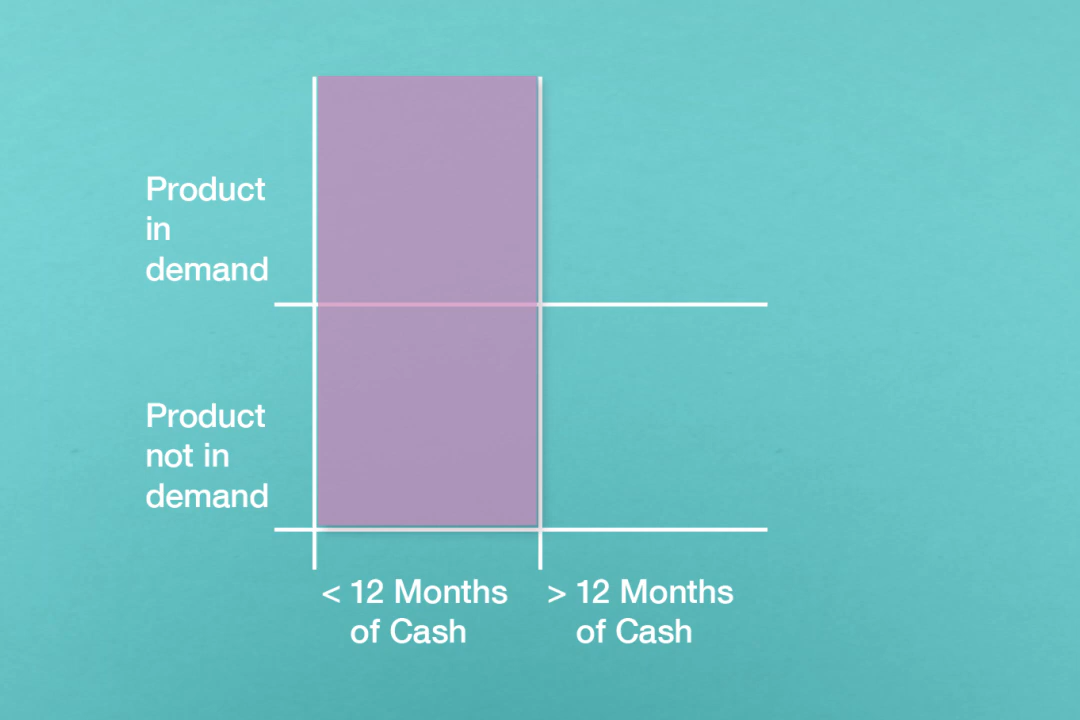 Product
in
demand
Product
not in
demand
< 12 Months
of Cash
> 12 Months
of Cash